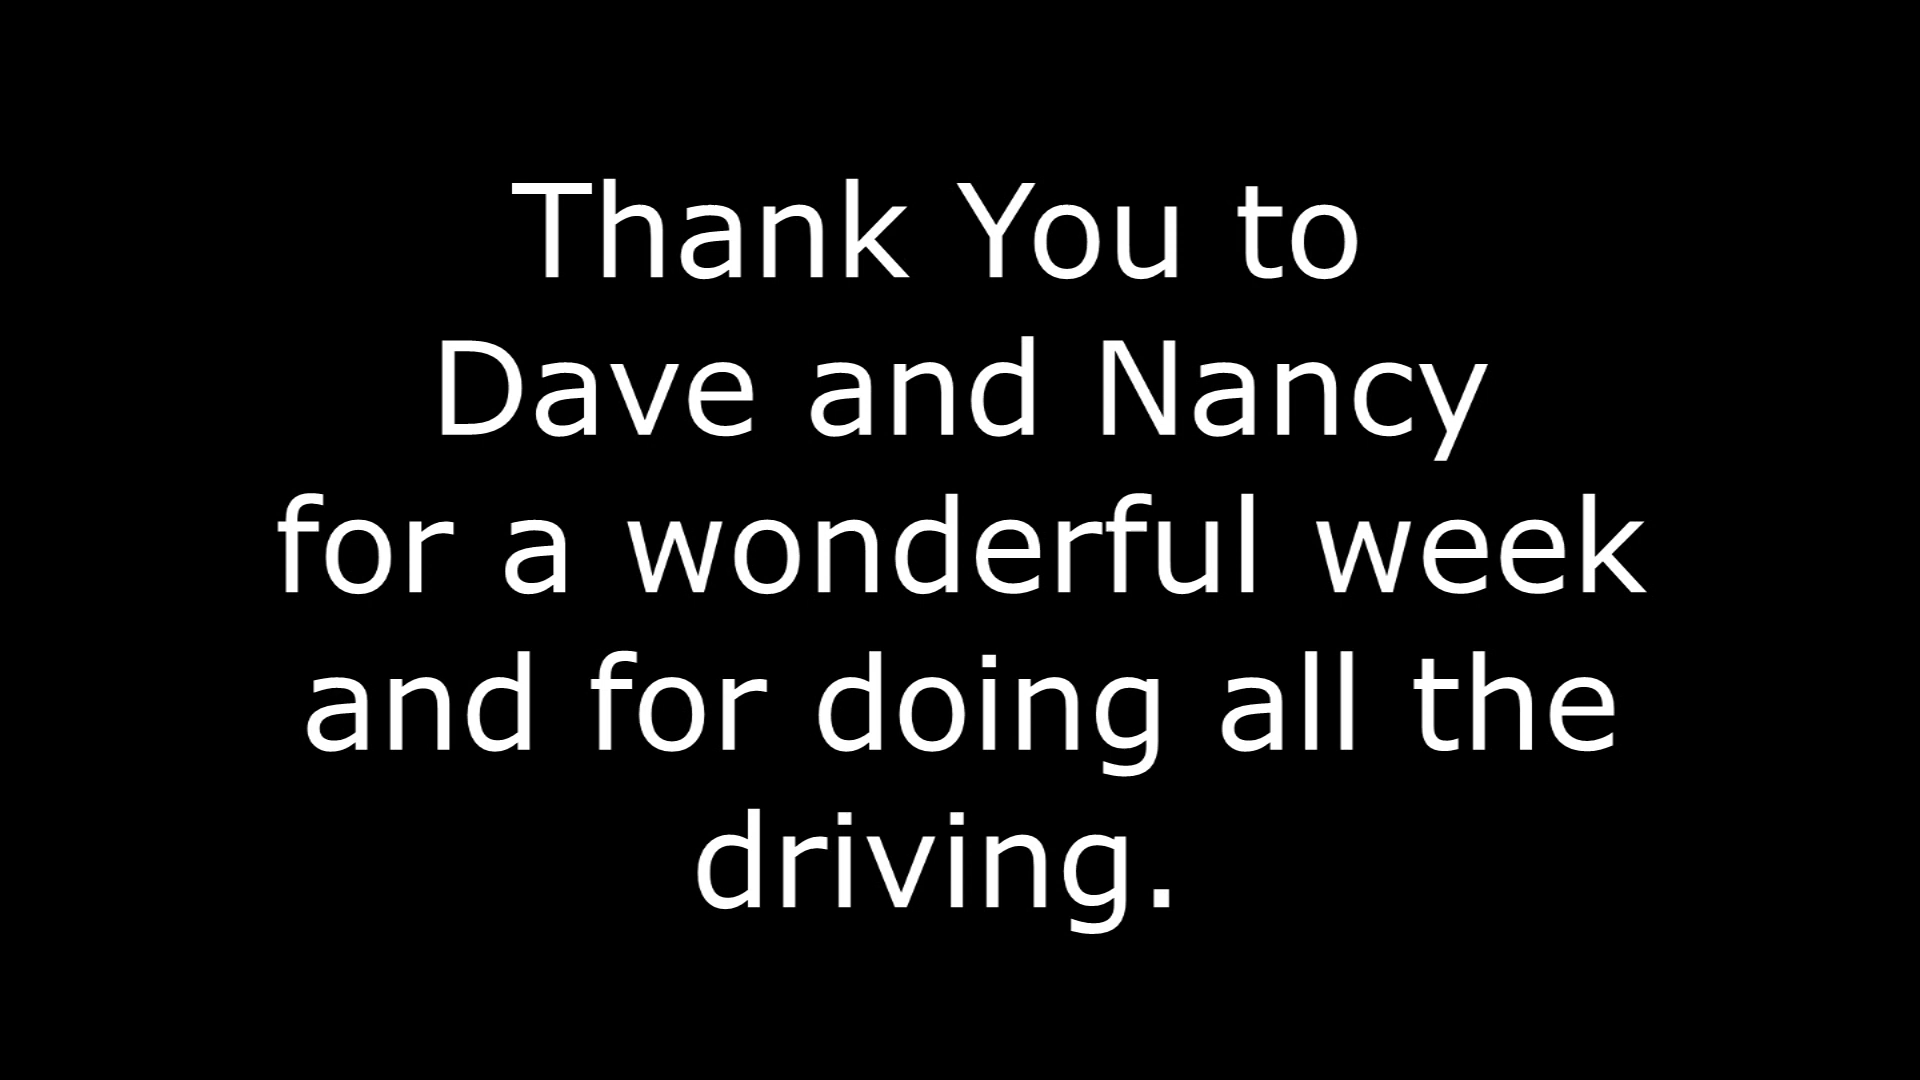 Thank You to
Dave and Nancy
for a wonderful week
and for doing all the
driving.